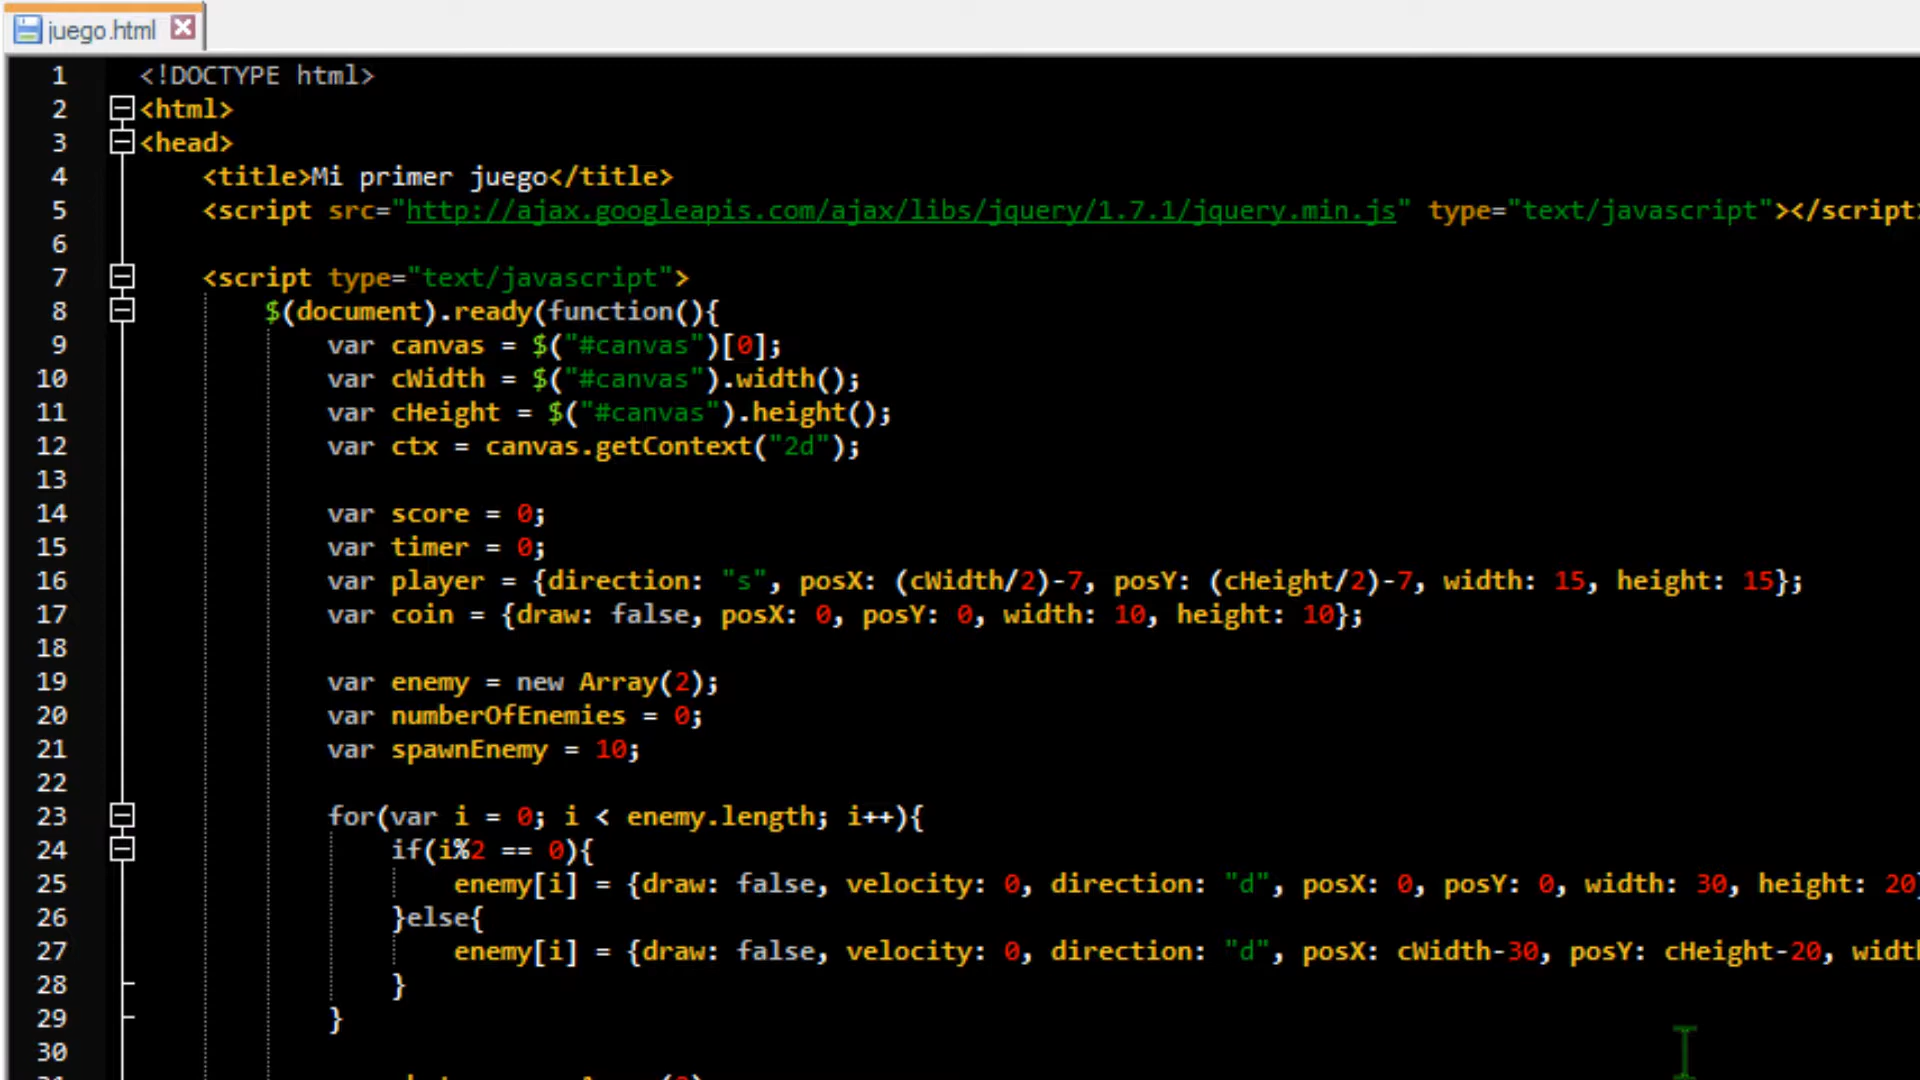 juego.html
1 <!DOCTYPE html>
2 <html>
3 <head>
4 <title>Mi primer juego</title>
5 <script src="http://ajax.googleapis.com/ajax/libs/jquery/1.7.1/jquery.min.js" type="text/javascript"></script
6
7 <script type="text/javascript">
8 $(document).ready(function(){
9 var canvas = $("#canvas")[0];
10 var cWidth = $("#canvas").width();
11 var cHeight = $("#canvas").height();
12 var ctx = canvas.getContext("2d");
13
14 var score = 0;
15 var timer = 0;
16 var player = {direction: "s", posX: (cWidth/2)-7, posY: (cHeight/2)-7, width: 15, height: 15};
17 var coin = {draw: false, posX: 0, posY: 0, width: 10, height: 10};
18
19 var enemy = new Array(2);
20 var numberOfEnemies = 0;
21 var spawnEnemy = 10;
22
23 for(var i = 0; i < enemy.length; i++){
24 if(i%2 == 0){
25 enemy[i] = {draw: false, velocity: 0, direction: "d", posX: 0, posY: 0, width: 30, height: 20
26 }else{
27 enemy[i] = {draw: false, velocity: 0, direction: "d", posX: cWidth-30, posY: cHeight-20,
28 }
29 }
30